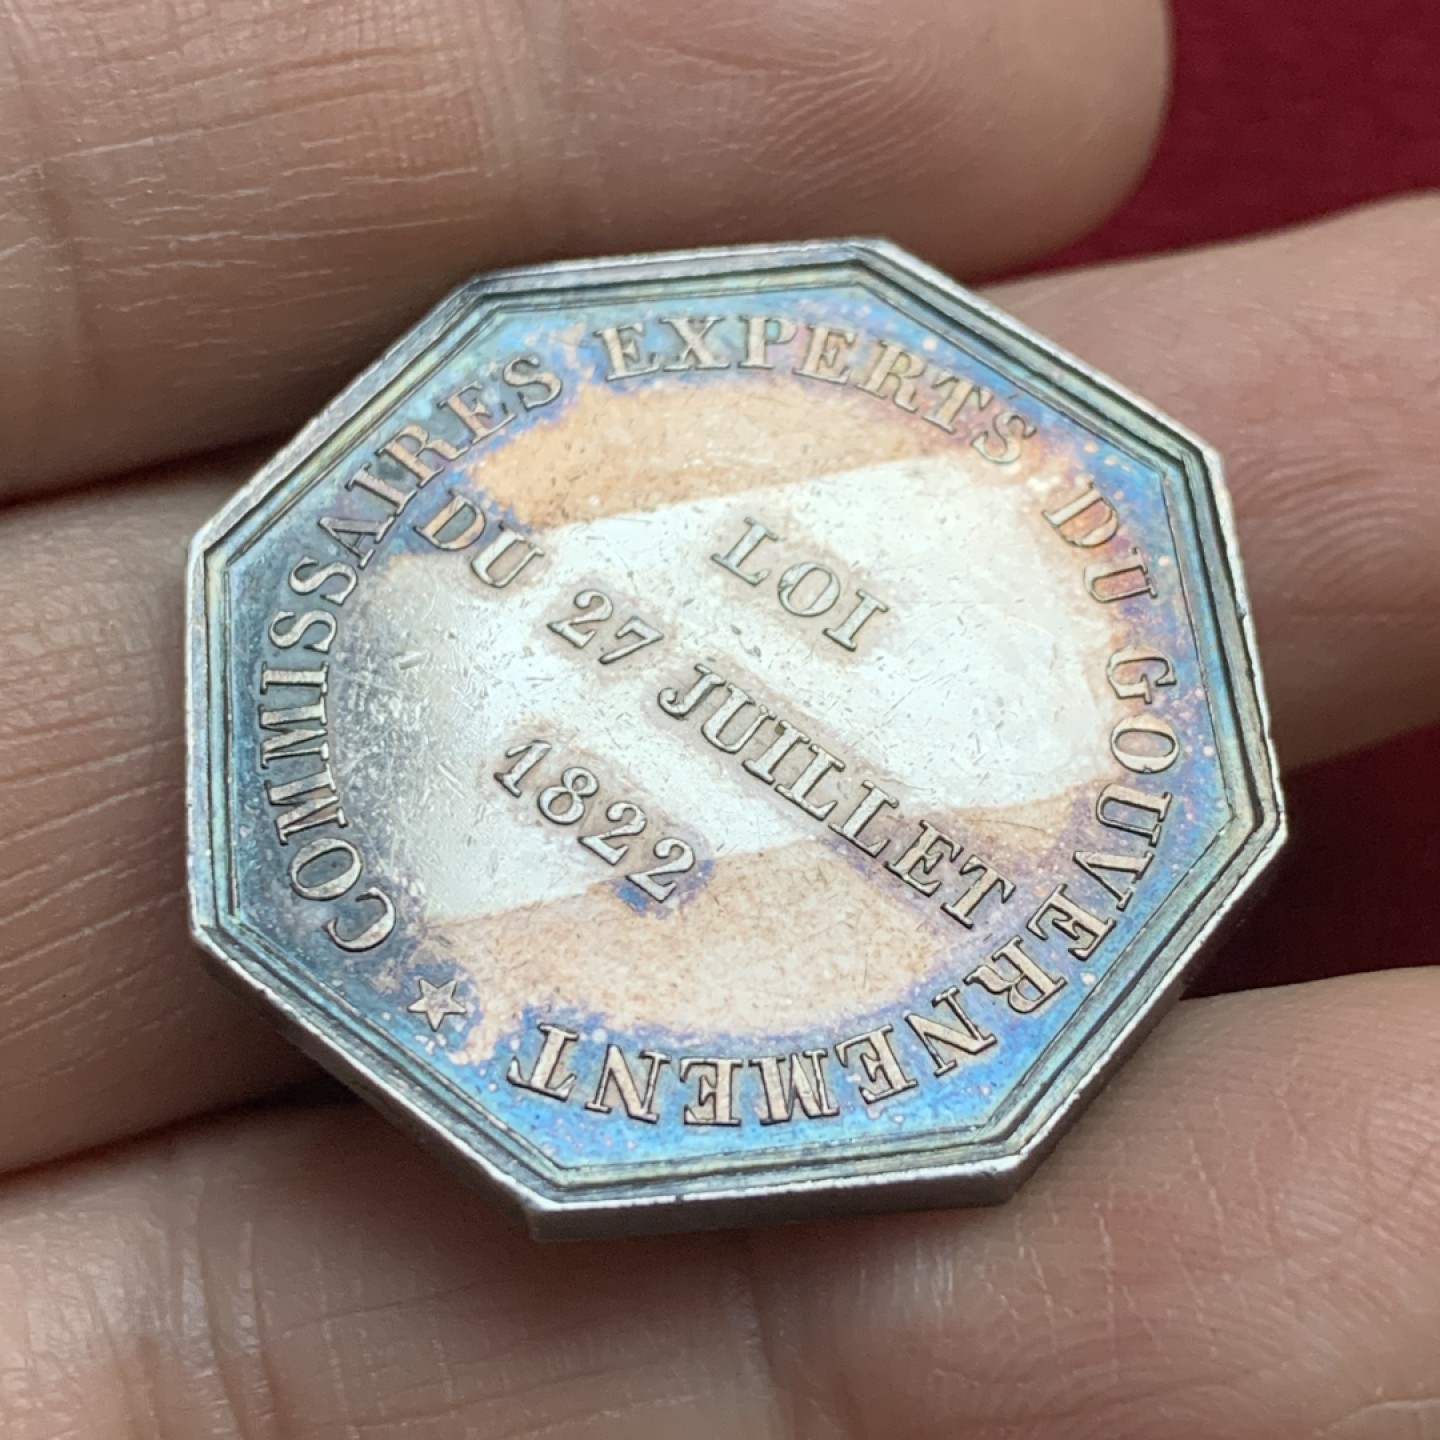 COMMISSAIRES EXPERTS DU GOUVERNEMENT
LOI
DU 27 JUILLET
1822